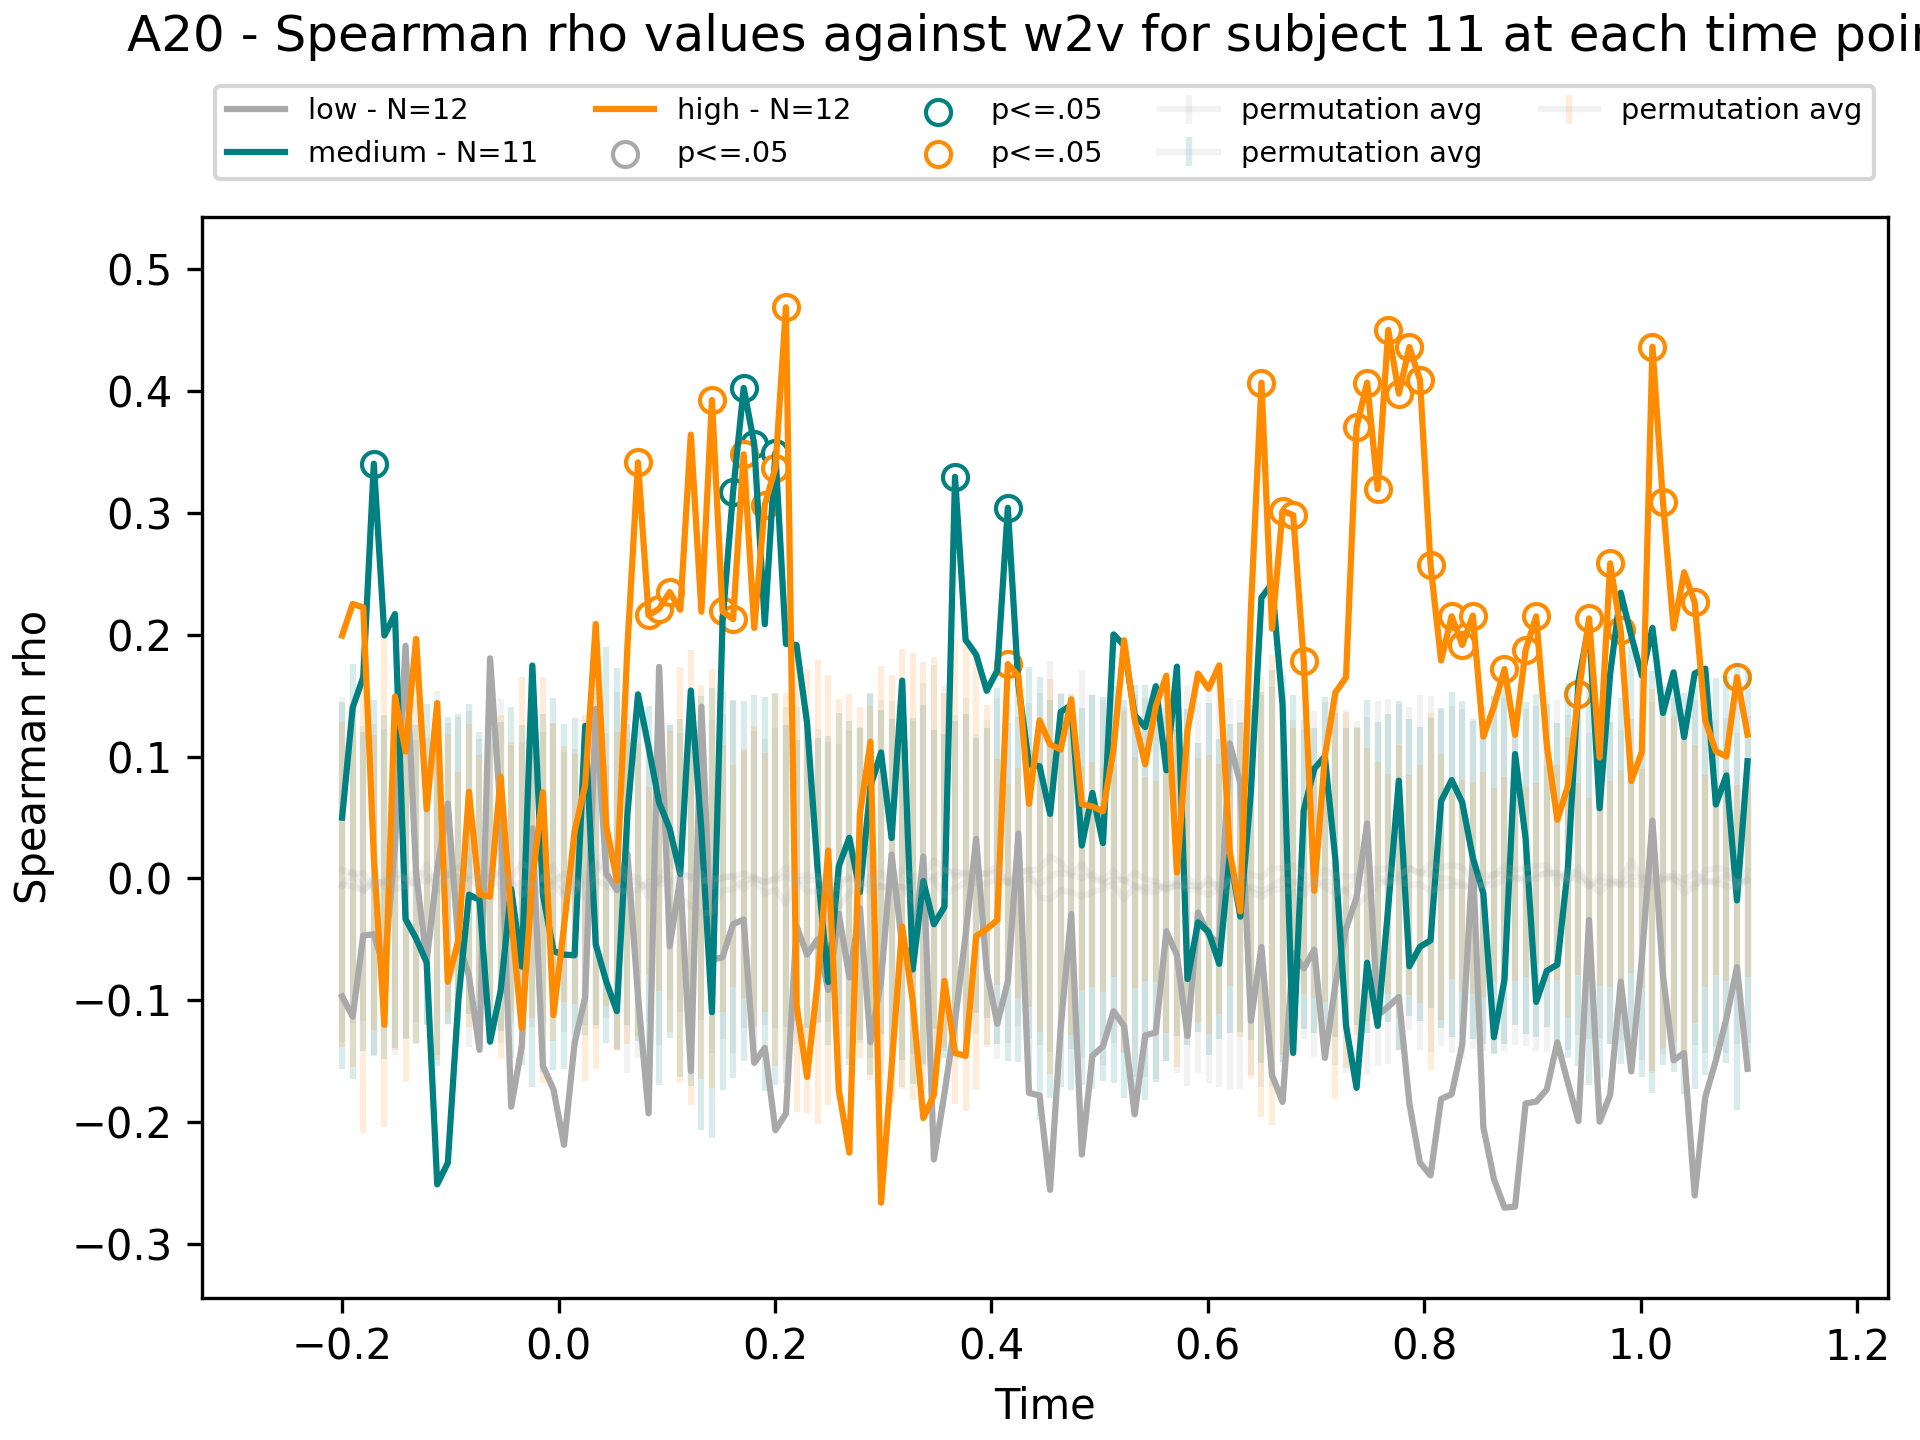 A20 - Spearman rho values against w2v for subject 11 at each time poi
low - N=12
medium - N=11
high - N=12
p<=.05
p<=.05
p<=.05
permutation avg
permutation avg
permutation avg
0.5
0.4
0.3
0.2
0.1
0.0
−0.1
−0.2
−0.3
Spearman rho
−0.2 0.0 0.2 0.4 0.6 0.8 1.0 1.2
Time